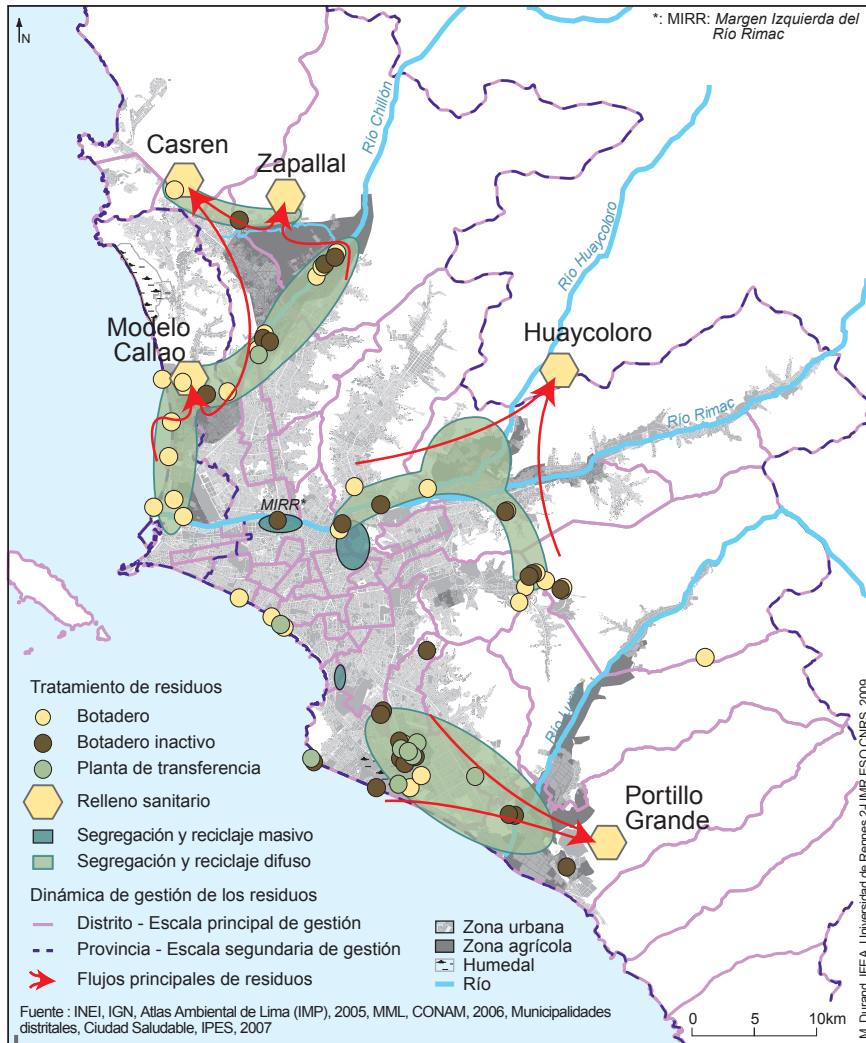 *: MIRR: Margen Izquierda del
Río Rimac
N
Río Chillón
Casren
Zapallal
Río Huaycoloro
Modelo
Callao
Huaycoloro
Río Rimac
MIRR*
Tratamiento de residuos
Botadero
Botadero inactivo
Planta de transferencia
Relleno sanitario
Segregación y reciclaje masivo
Segregación y reciclaje difuso
Dinámica de gestión de los residuos
Distrito - Escala principal de gestión
Provincia - Escala segundaria de gestión
Flujos principales de residuos
Portillo
Grande
Zona urbana
Zona agrícola
Humedal
Río
Fuente : INEI, IGN, Atlas Ambiental de Lima (IMP), 2005, MML, CONAM, 2006, Municipalidades
distritales, Ciudad Saludable, IPES, 2007
0 5 10km
M. Durand, IFEA, Universidad de Rennes 2-UMR ESO CNRS, 2009